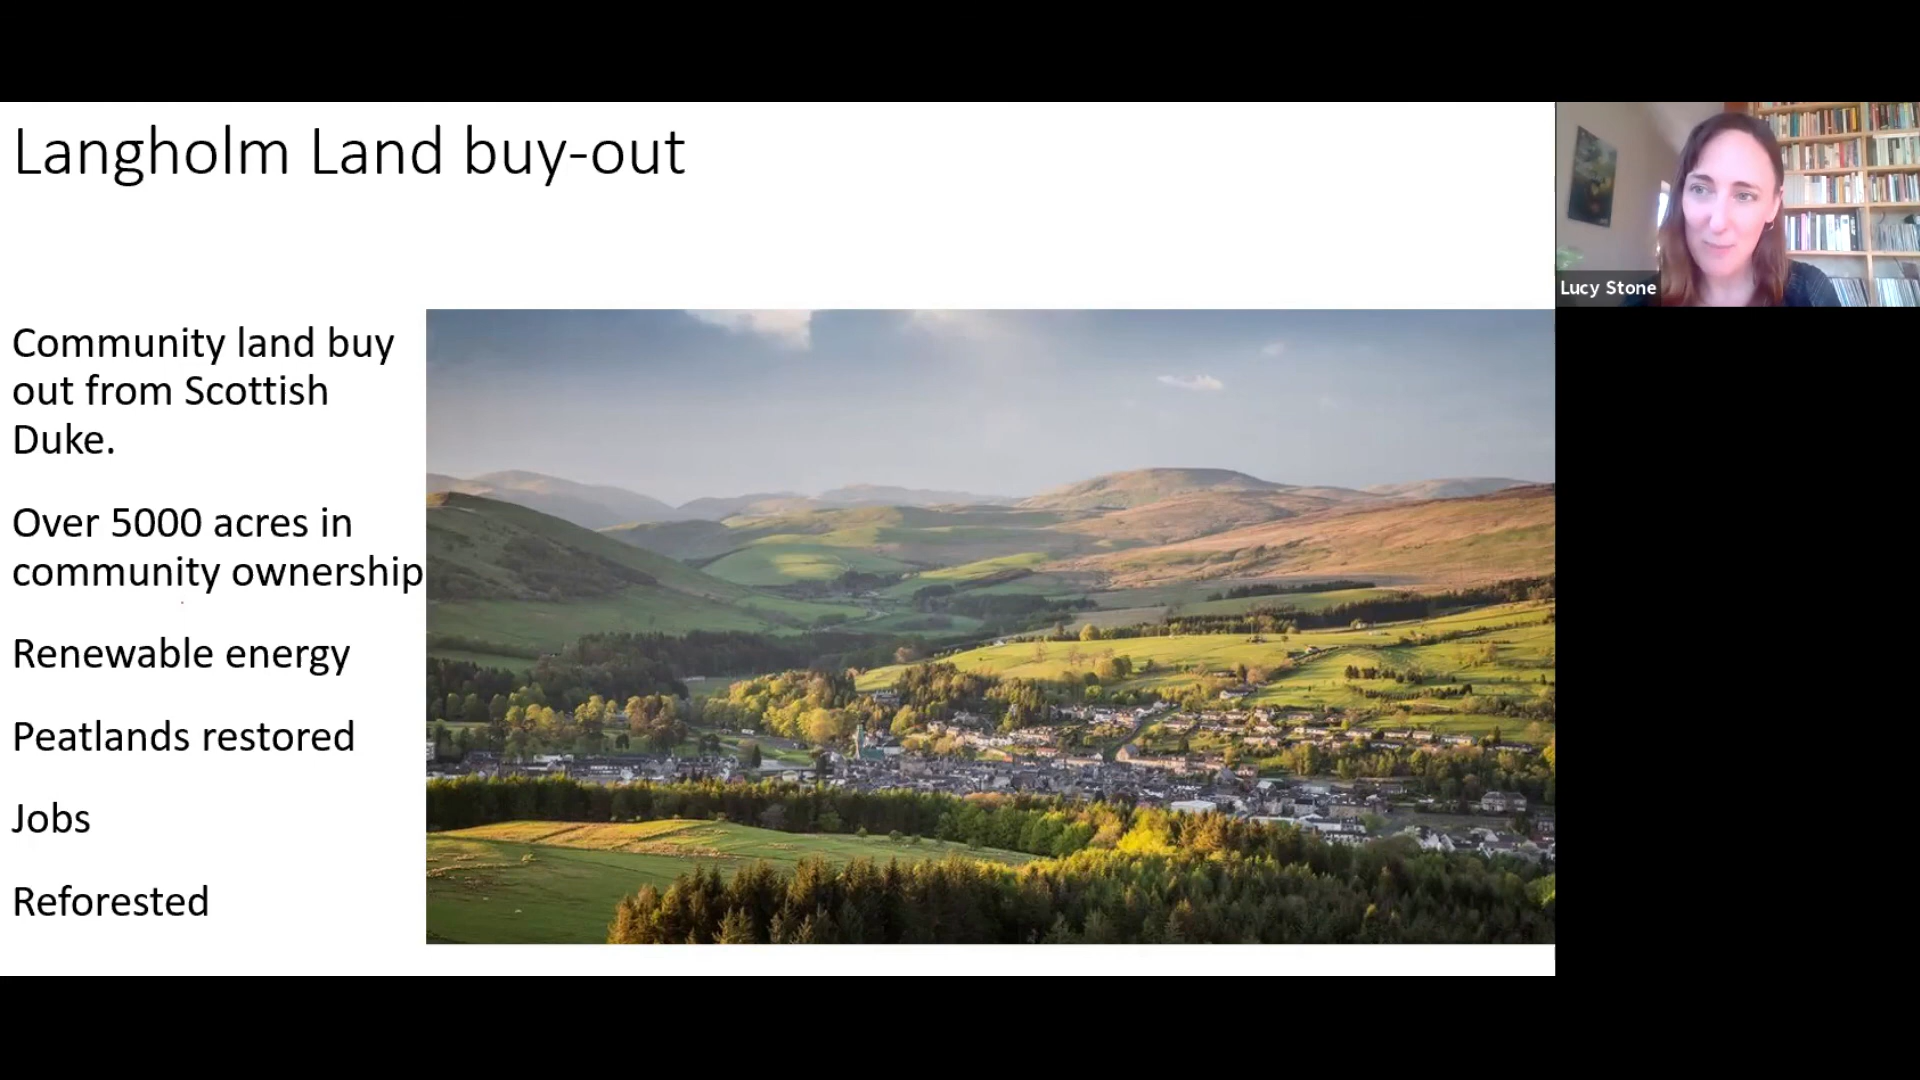 Langholm Land buy-out
Lucy Stone
Community land buy
out from Scottish
Duke.
Over 5000 acres in
community ownership
Renewable energy
Peatlands restored
Jobs
Reforested